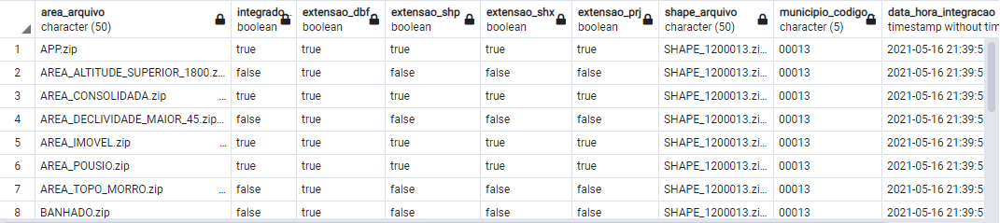 area_arquivo integrado... extensao_dbf extensao_shp extensao_shx extensao_prj shape_arquivo municipio_codigo data_hora_integracao
character (50) boolean boolean boolean boolean boolean character (50) character (5) timestamp without tim
1 APP.zip true true true true true SHAPE_1200013.zi... 00013 2021-05-16 21:39:5
2 AREA_ALTITUDE_SUPERIOR_1800.z... false true false false false SHAPE_1200013.zi... 00013 2021-05-16 21:39:5
3 AREA_CONSOLIDADA.zip ... true true true true true SHAPE_1200013.zi... 00013 2021-05-16 21:39:5
4 AREA_DECLIVIDADE_MAIOR_45.zip... false true false false false SHAPE_1200013.zi... 00013 2021-05-16 21:39:5
5 AREA_IMOVEL.zip ... true true true true true SHAPE_1200013.zi... 00013 2021-05-16 21:39:5
6 AREA_POUSIO.zip true true true true true SHAPE_1200013.zi... 00013 2021-05-16 21:39:5
7 AREA_TOPO_MORRO.zip ... false true false false false SHAPE_1200013.zi... 00013 2021-05-16 21:39:5
8 BANHADO.zip false true false false false SHAPE_1200013.zi... 00013 2021-05-16 21:39:5